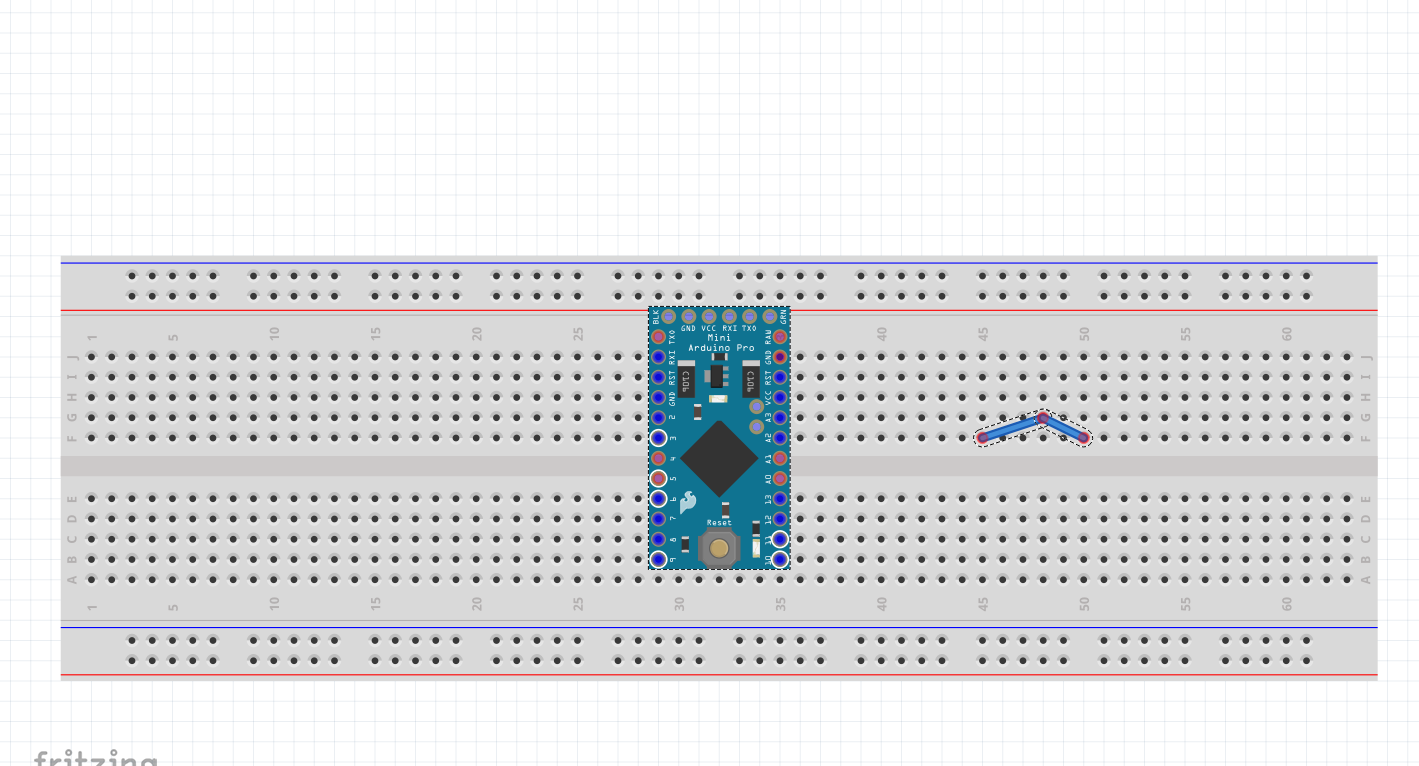 BLK GND VCC RXI TXO GRN
Mini
Arduino Pro
TXO RAW
RXI GND
RST RST
GND VCC
2 A3
3 A2
4 A1
5 A0
6 13
7 12
8 11
9 10
C106 C106
Reset
1 5 10 15 20 25 40 45 50 55 60
J J
I I
H H
G G
F F
E E
D D
C C
B B
A A
1 5 10 15 20 25 30 35 40 45 50 55 60
fritzing